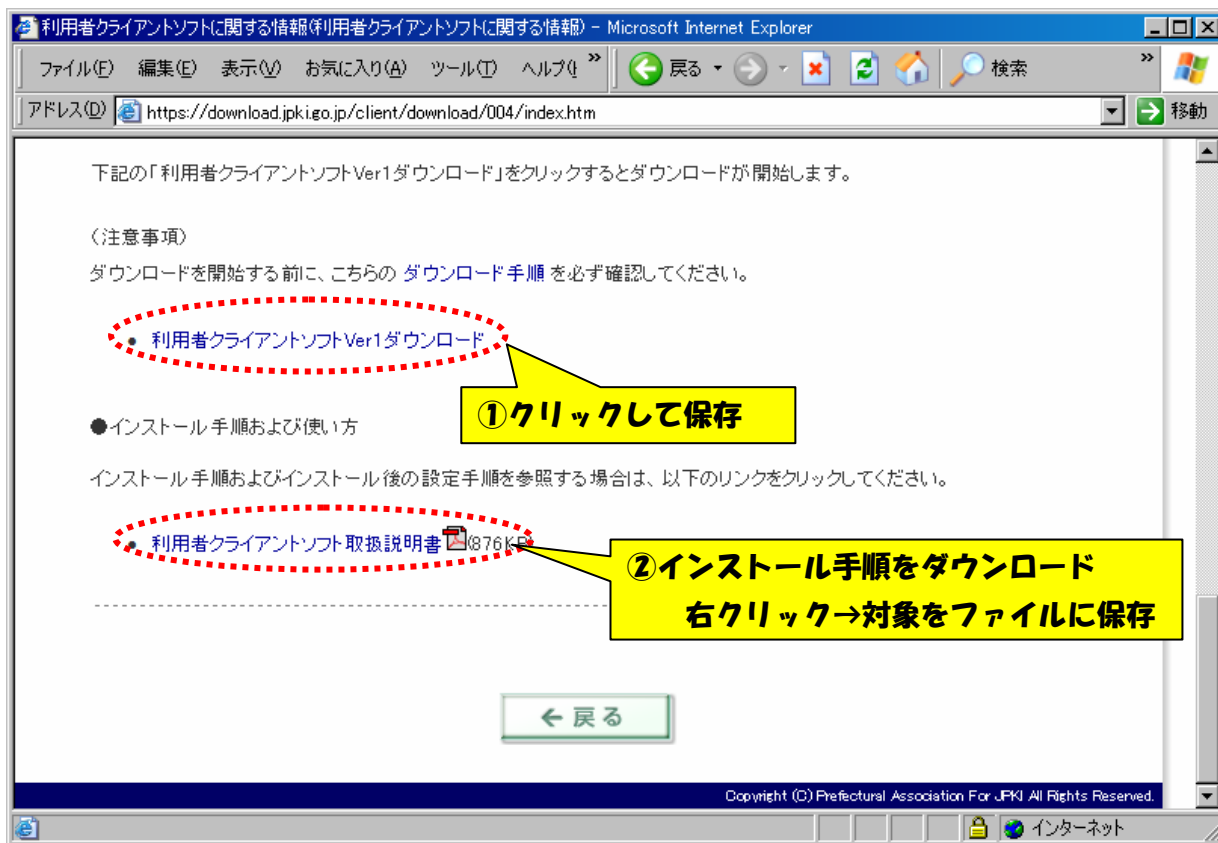 利用者クライアントソフトに関する情報(利用者クライアントソフトに関する情報) - Microsoft Internet Explorer
ファイル(F) 編集(E) 表示(V) お気に入り(A) ツール(T) ヘルプ( » 戻る 検索 »
アドレス(D) https://download.jpki.go.jp/client/download/004/index.htm 移動
下記の「利用者クライアントソフトVer1ダウンロード」をクリックするとダウンロードが開始します。
〈注意事項〉
ダウンロードを開始する前に、こちらの ダウンロード手順 を必ず確認してください。
• 利用者クライアントソフトVer1ダウンロード
①クリックして保存
●インストール手順および使い方
インストール手順およびインストール後の設定手順を参照する場合は、以下のリンクをクリックしてください。
• 利用者クライアントソフト取扱説明書 (876KB)
②インストール手順をダウンロード
右クリック→対象をファイルに保存
←戻る
Copyright (C) Prefectural Association For JPKI All Rights Reserved.
インターネット